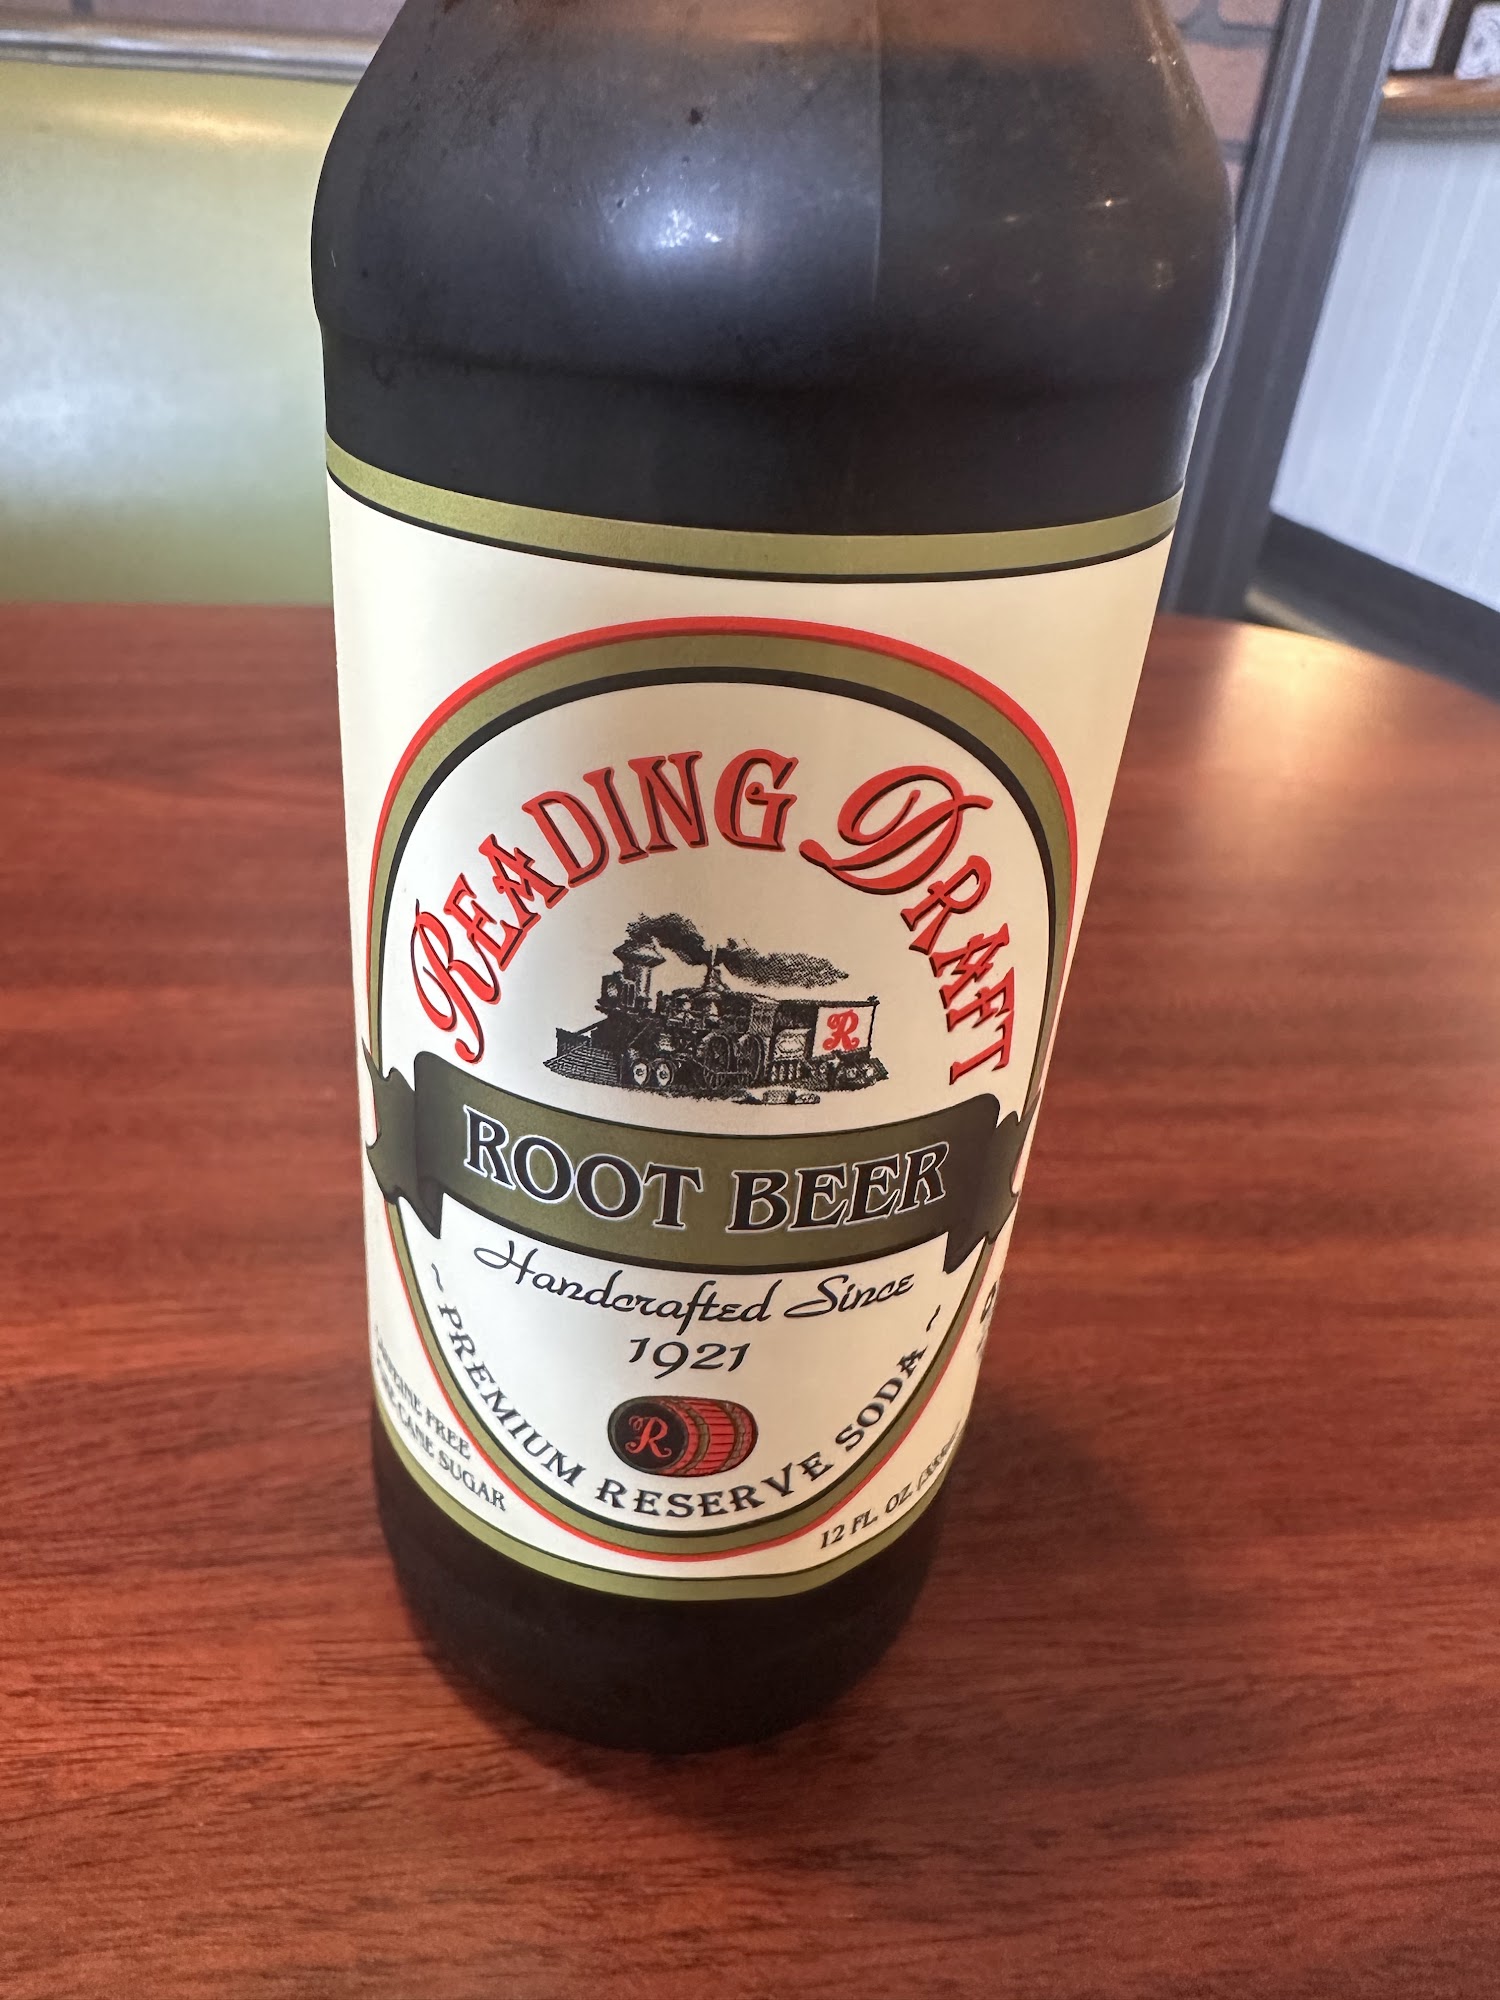 READING DRAFT
R
ROOT BEER
Handcrafted Since
1921
R
~ PREMIUM RESERVE SODA ~
FREE
CANE SUGAR
12 FL. OZ.